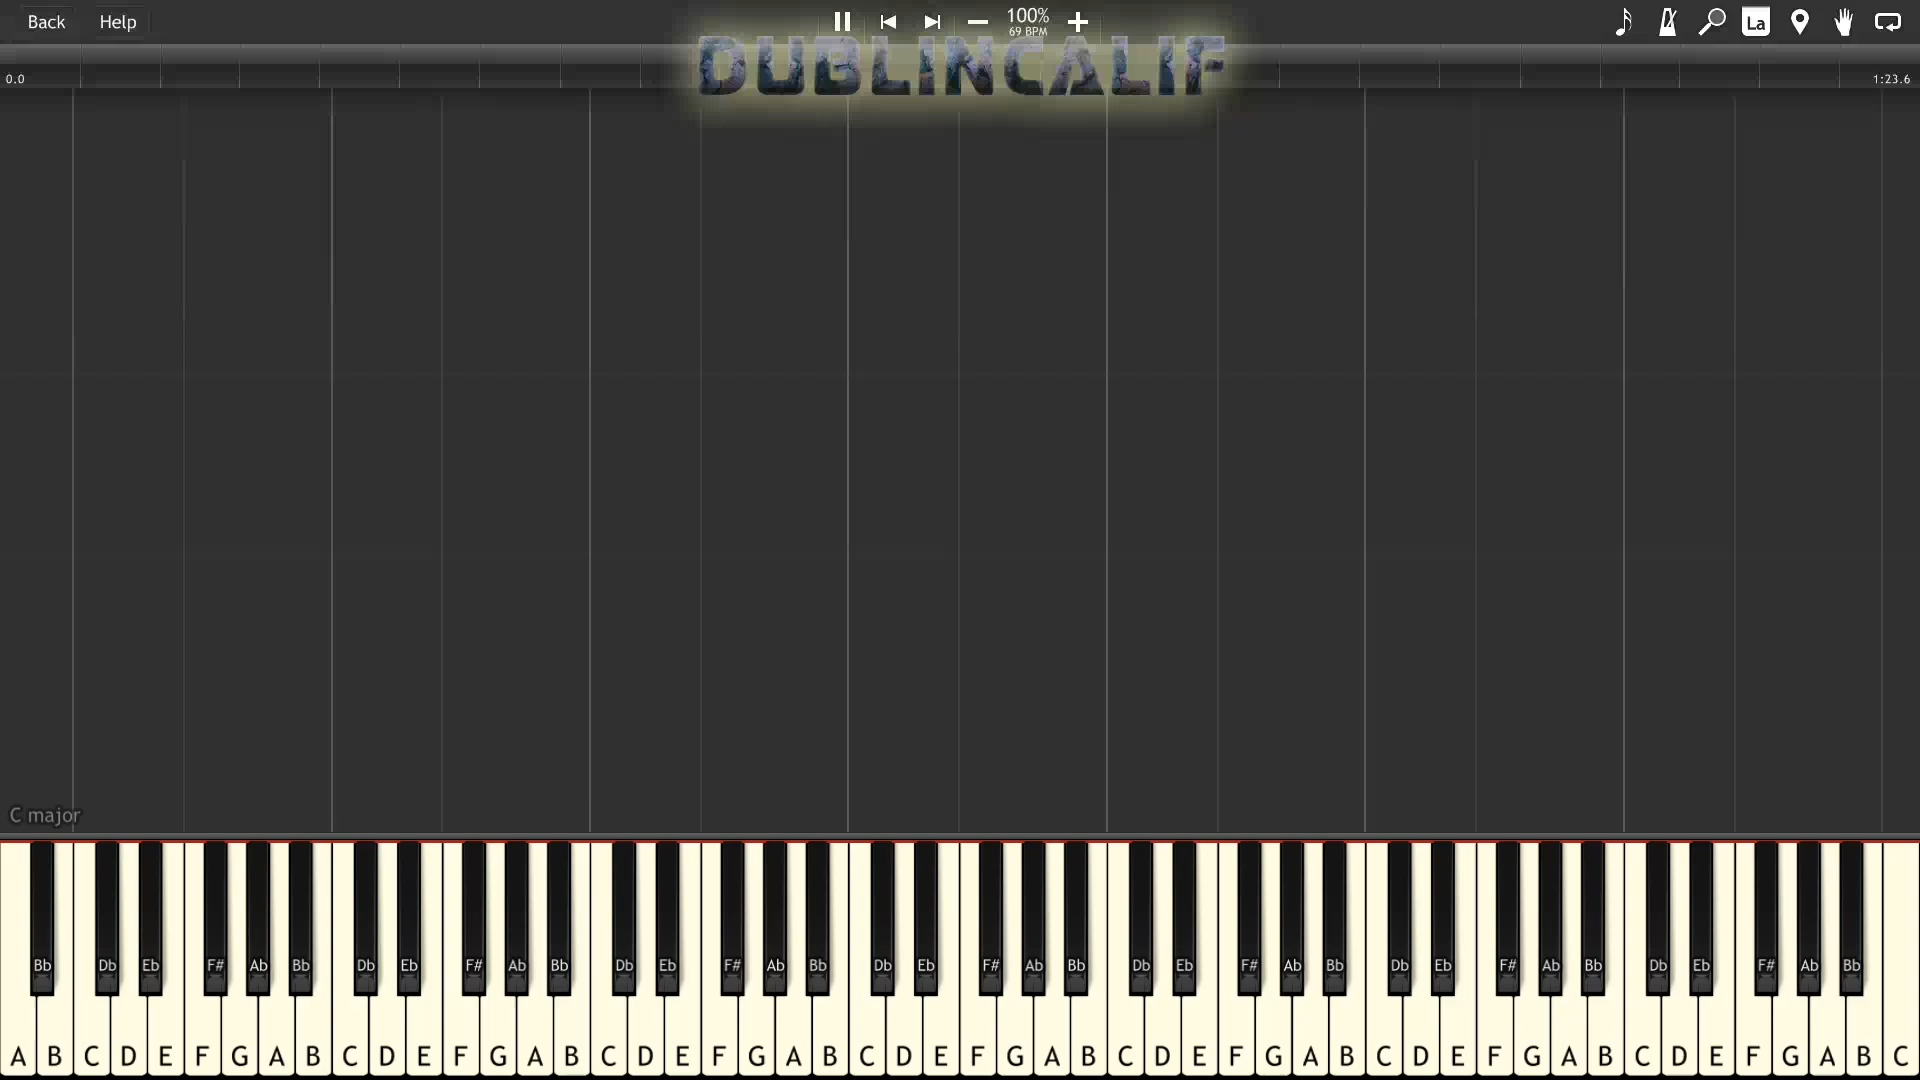 Back Help 100%
69 BPM
La
DUBLINCALIF
0.0 1:23.6
C major
Bb Db Eb F# Ab Bb Db Eb F# Ab Bb Db Eb F# Ab Bb Db Eb F# Ab Bb Db Eb F# Ab Bb Db Eb F# Ab Bb Db Eb F# Ab Bb
A B C D E F G A B C D E F G A B C D E F G A B C D E F G A B C D E F G A B C D E F G A B C D E F G A B C